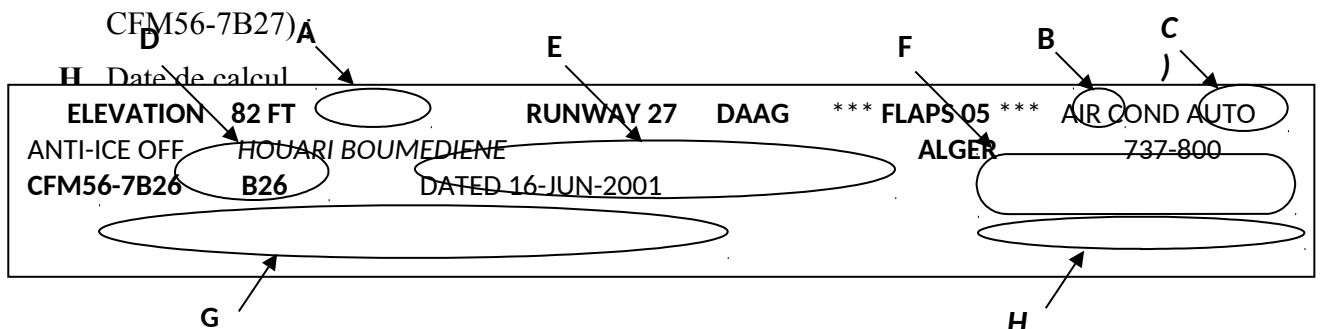 CFM56-7B27).
D A E F B C
)
H Date de calcul
ELEVATION 82 FT RUNWAY 27 DAAG *** FLAPS 05 *** AIR COND AUTO
ANTI-ICE OFF HOUARI BOUMEDIENE ALGER 737-800
CFM56-7B26 B26 DATED 16-JUN-2001
G H